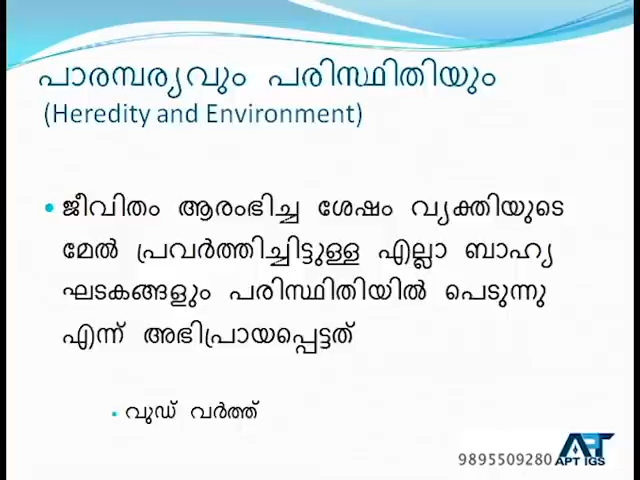 പാരമ്പര്യവും പരിസ്ഥിതിയും
(Heredity and Environment)
• ജീവിതം ആരംഭിച്ച ശേഷം വ്യക്തിയുടെ
മേൽ പ്രവർത്തിച്ചിട്ടുള്ള എല്ലാ ബാഹ്യ
ഘടകങ്ങളും പരിസ്ഥിതിയിൽ പെടുന്നു
എന്ന് അഭിപ്രായപ്പെട്ടത്
• വുഡ് വർത്ത്
9895509280 APT IGS